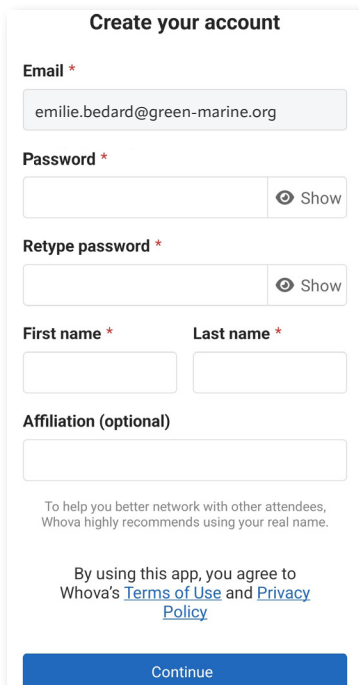 Create your account
Email *
emilie.bedard@green-marine.org
Password *
Show
Retype password *
Show
First name *
Last name *
Affiliation (optional)
To help you better network with other attendees,
Whova highly recommends using your real name.
By using this app, you agree to
Whova’s Terms of Use and Privacy
Policy
Continue